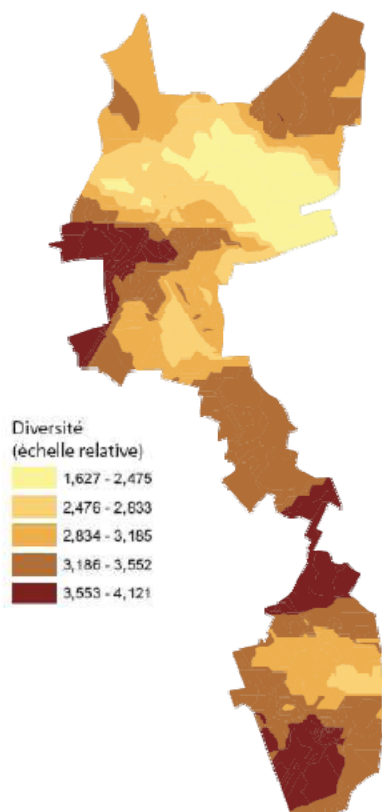 Diversité
(échelle relative)
1,627 - 2,475
2,476 - 2,833
2,834 - 3,185
3,186 - 3,552
3,553 - 4,121